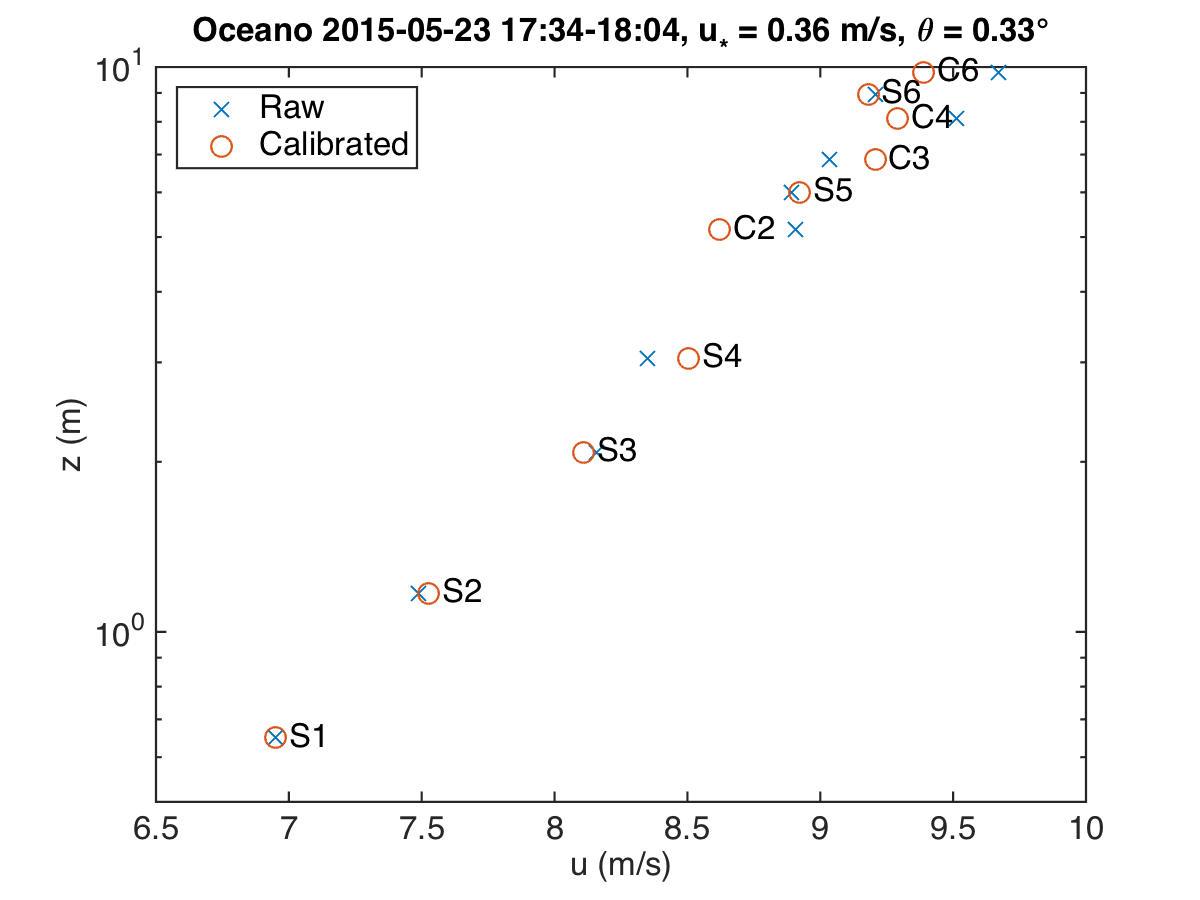 Oceano 2015-05-23 17:34-18:04, u* = 0.36 m/s, θ = 0.33°
10¹
Raw
Calibrated
C6
S6
C4
C3
S5
C2
S4
z (m)
S3
S2
10⁰
S1
6.5 7 7.5 8 8.5 9 9.5 10
u (m/s)